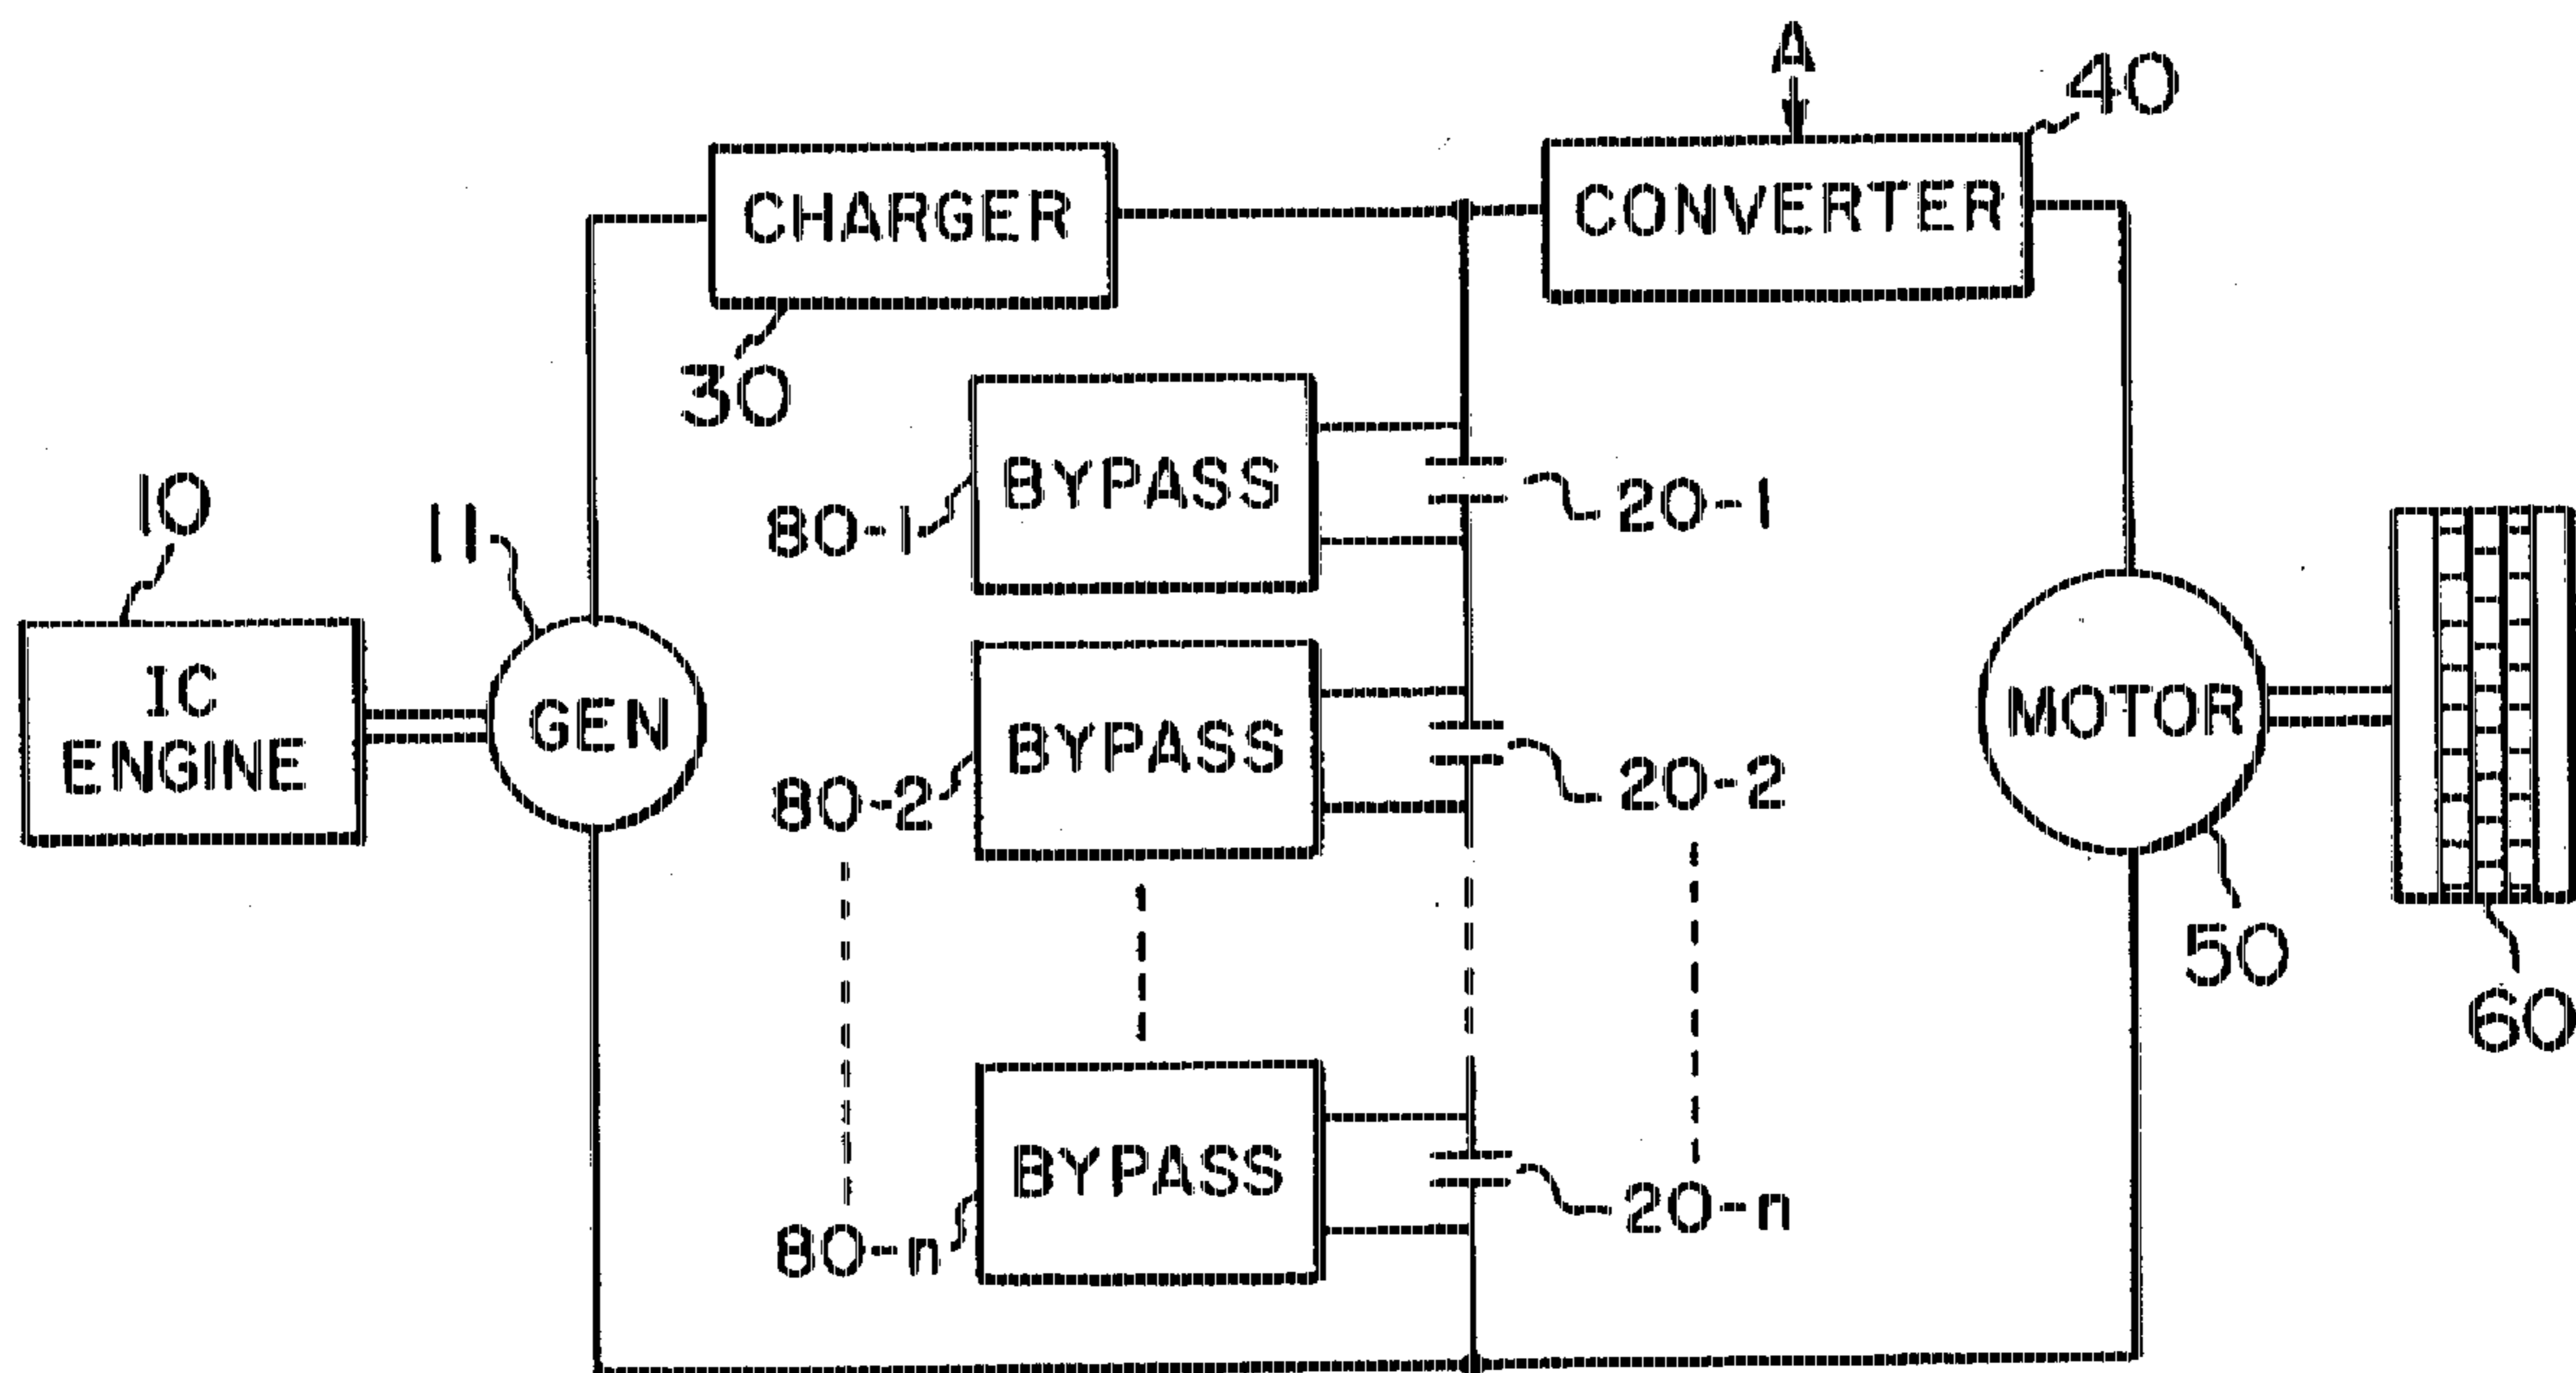 A
40
CHARGER
CONVERTER
30
10
11
BYPASS
80-1
20-1
IC
ENGINE
GEN
BYPASS
MOTOR
80-2
20-2
50
60
BYPASS
80-n
20-n